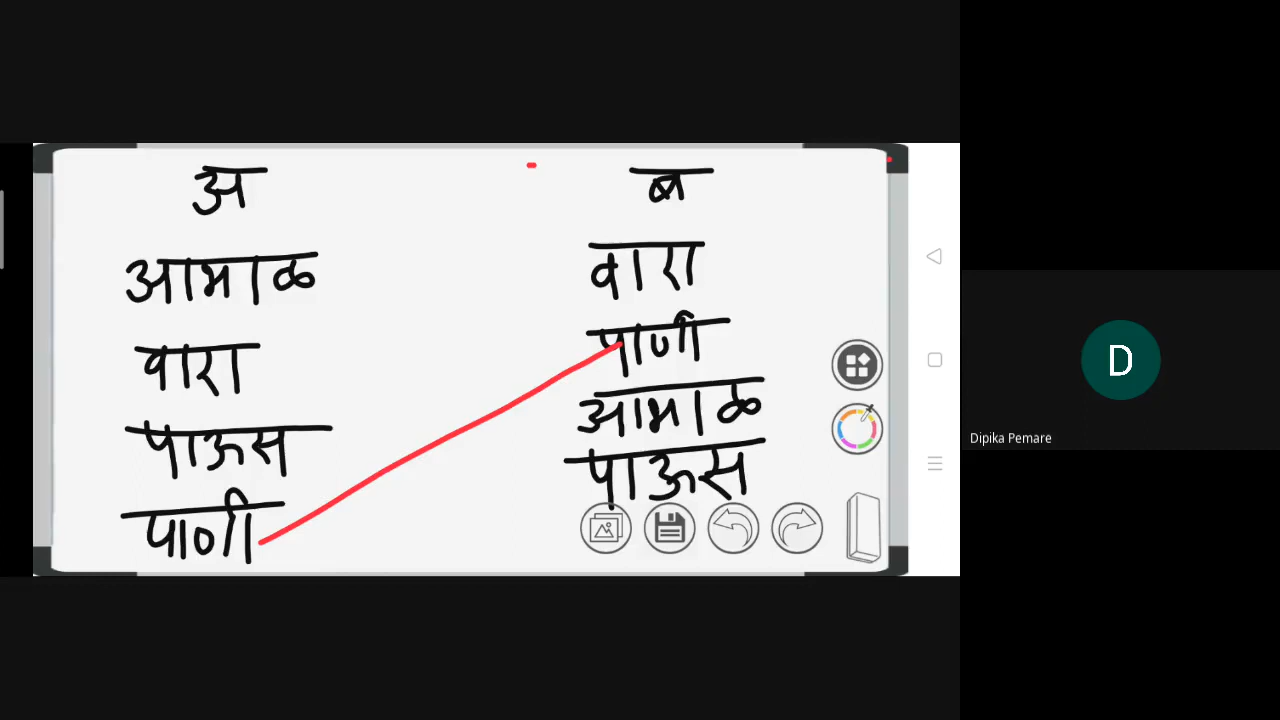 अ ब
आभाळ वारा
वारा पाणी
पाऊस आभाळ
पाणी पाऊस
D
Dipika Pemare